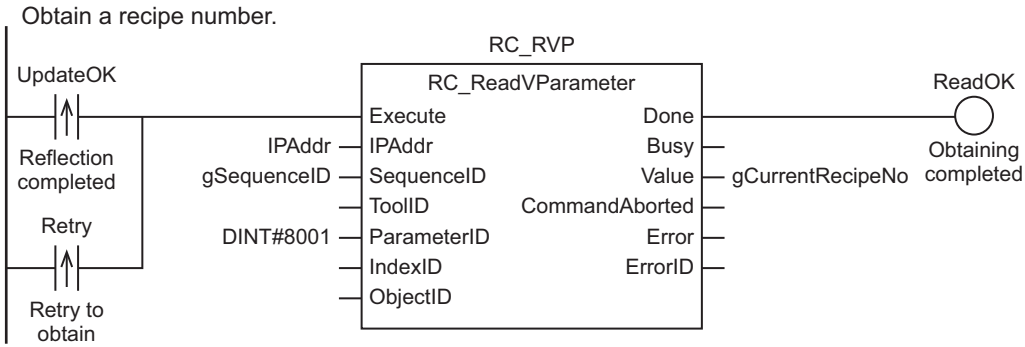 Obtain a recipe number.
RC_RVP
UpdateOK
RC_ReadVParameter
ReadOK
Execute
Done
IPAddr
IPAddr
Busy
Reflection
completed
Obtaining
completed
gSequenceID
SequenceID
Value
gCurrentRecipeNo
ToolID
CommandAborted
Retry
DINT#8001
ParameterID
Error
IndexID
ErrorID
ObjectID
Retry to
obtain